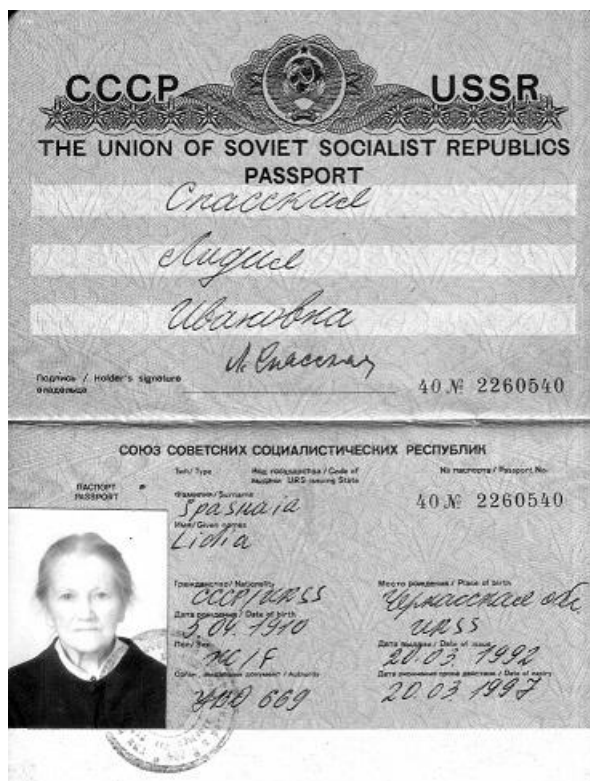 СССР USSR
THE UNION OF SOVIET SOCIALIST REPUBLICS
PASSPORT
Спасская
Лидия
Ивановна
Л. Спасская
Подпись / Holder's signature
владельца
40 № 2260540
СОЮЗ СОВЕТСКИХ СОЦИАЛИСТИЧЕСКИХ РЕСПУБЛИК
ПАСПОРТ
PASSPORT
Р
Тип / Type
Код государства / Code of
выдачи URS issuing State
№ паспорта / Passport No.
40 № 2260540
Фамилия / Surname
Spaskaia
Имя / Given names
Lidia
Гражданство / Nationality
СССР/URSS
Место рождения / Place of birth
Черкасская обл
URSS
Дата рождения / Date of birth
5.04.1910
Пол / Sex
Ж/F
Дата выдачи / Date of issue
20.03.1992
Орган, выдавший документ / Authority
УВД 669
Дата окончания срока действия / Date of expiry
20.03.1997